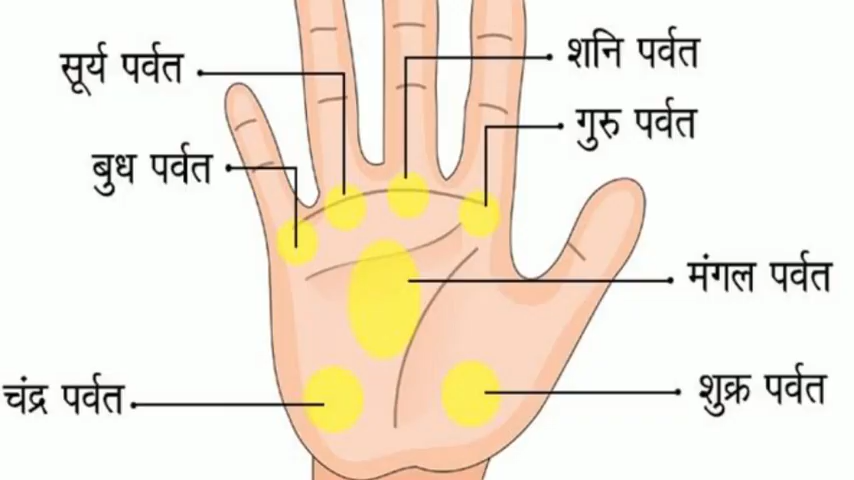 सूर्य पर्वत
शनि पर्वत
गुरु पर्वत
बुध पर्वत
मंगल पर्वत
चंद्र पर्वत
शुक्र पर्वत